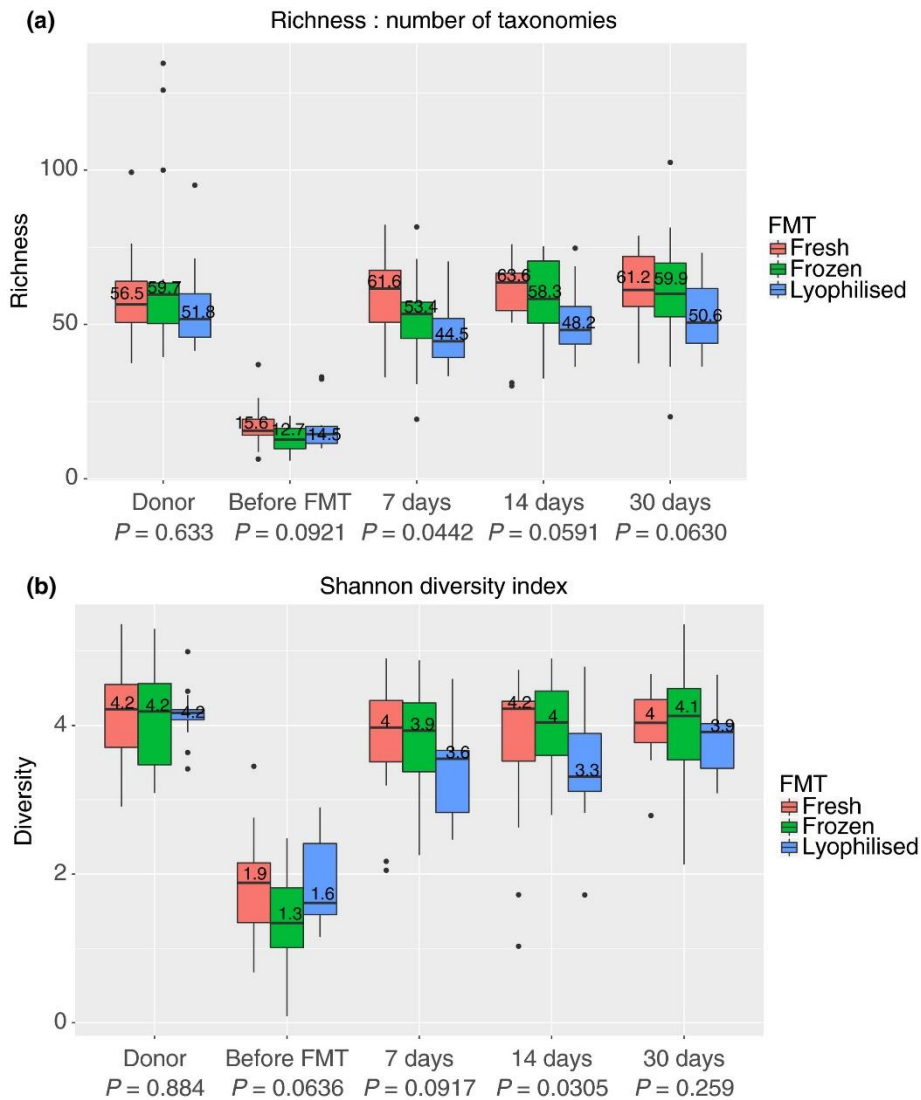 (a)
Richness : number of taxonomies
Richness
100
50
0
56.5 59.7 51.8
15.6 12.7 14.5
61.6 53.4 44.5
63.6 58.3 48.2
61.2 59.9 50.6
FMT
Fresh
Frozen
Lyophilised
Donor Before FMT 7 days 14 days 30 days
P = 0.633 P = 0.0921 P = 0.0442 P = 0.0591 P = 0.0630
(b)
Shannon diversity index
Diversity
4
2
0
4.2 4.2 4.2
1.9 1.3 1.6
4 3.9 3.6
4.2 4 3.3
4 4.1 3.9
FMT
Fresh
Frozen
Lyophilised
Donor Before FMT 7 days 14 days 30 days
P = 0.884 P = 0.0636 P = 0.0917 P = 0.0305 P = 0.259